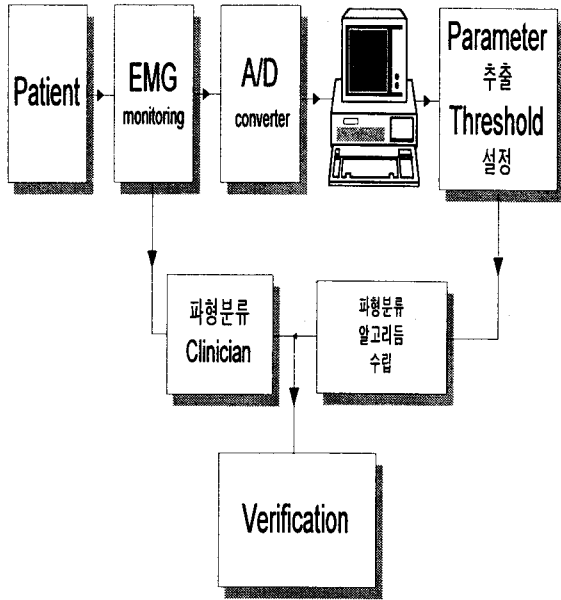 Patient
EMG
monitoring
A/D
converter
Parameter
추출
Threshold
설정
파형분류
Clinician
파형분류
알고리듬
수립
Verification